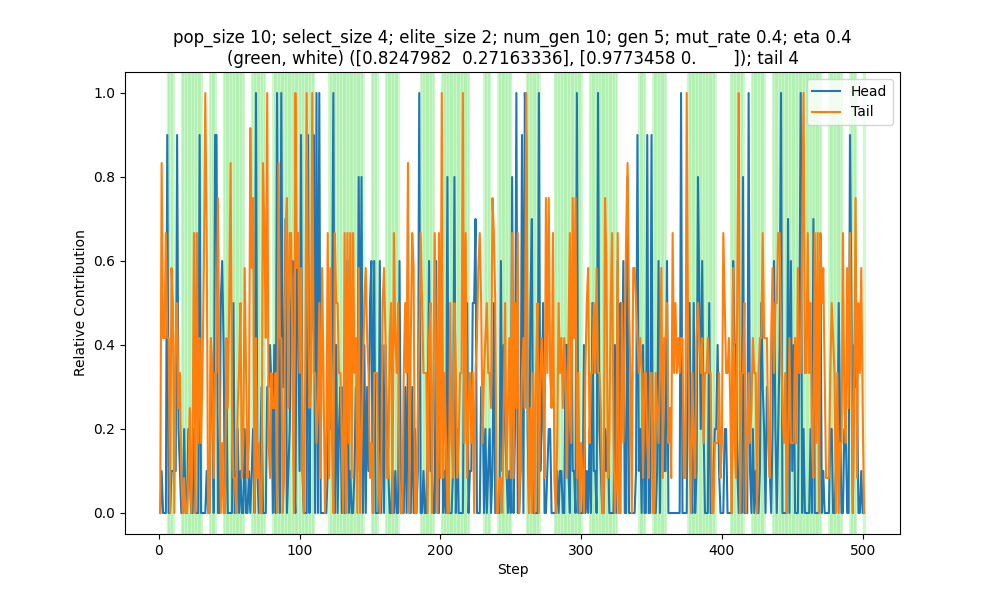 pop_size 10; select_size 4; elite_size 2; num_gen 10; gen 5; mut_rate 0.4; eta 0.4
(green, white) ([0.8247982  0.27163336], [0.9773458 0.        ]); tail 4
Head
Tail
1.0
0.8
0.6
0.4
0.2
0.0
Relative Contribution
0
100
200
300
400
500
Step